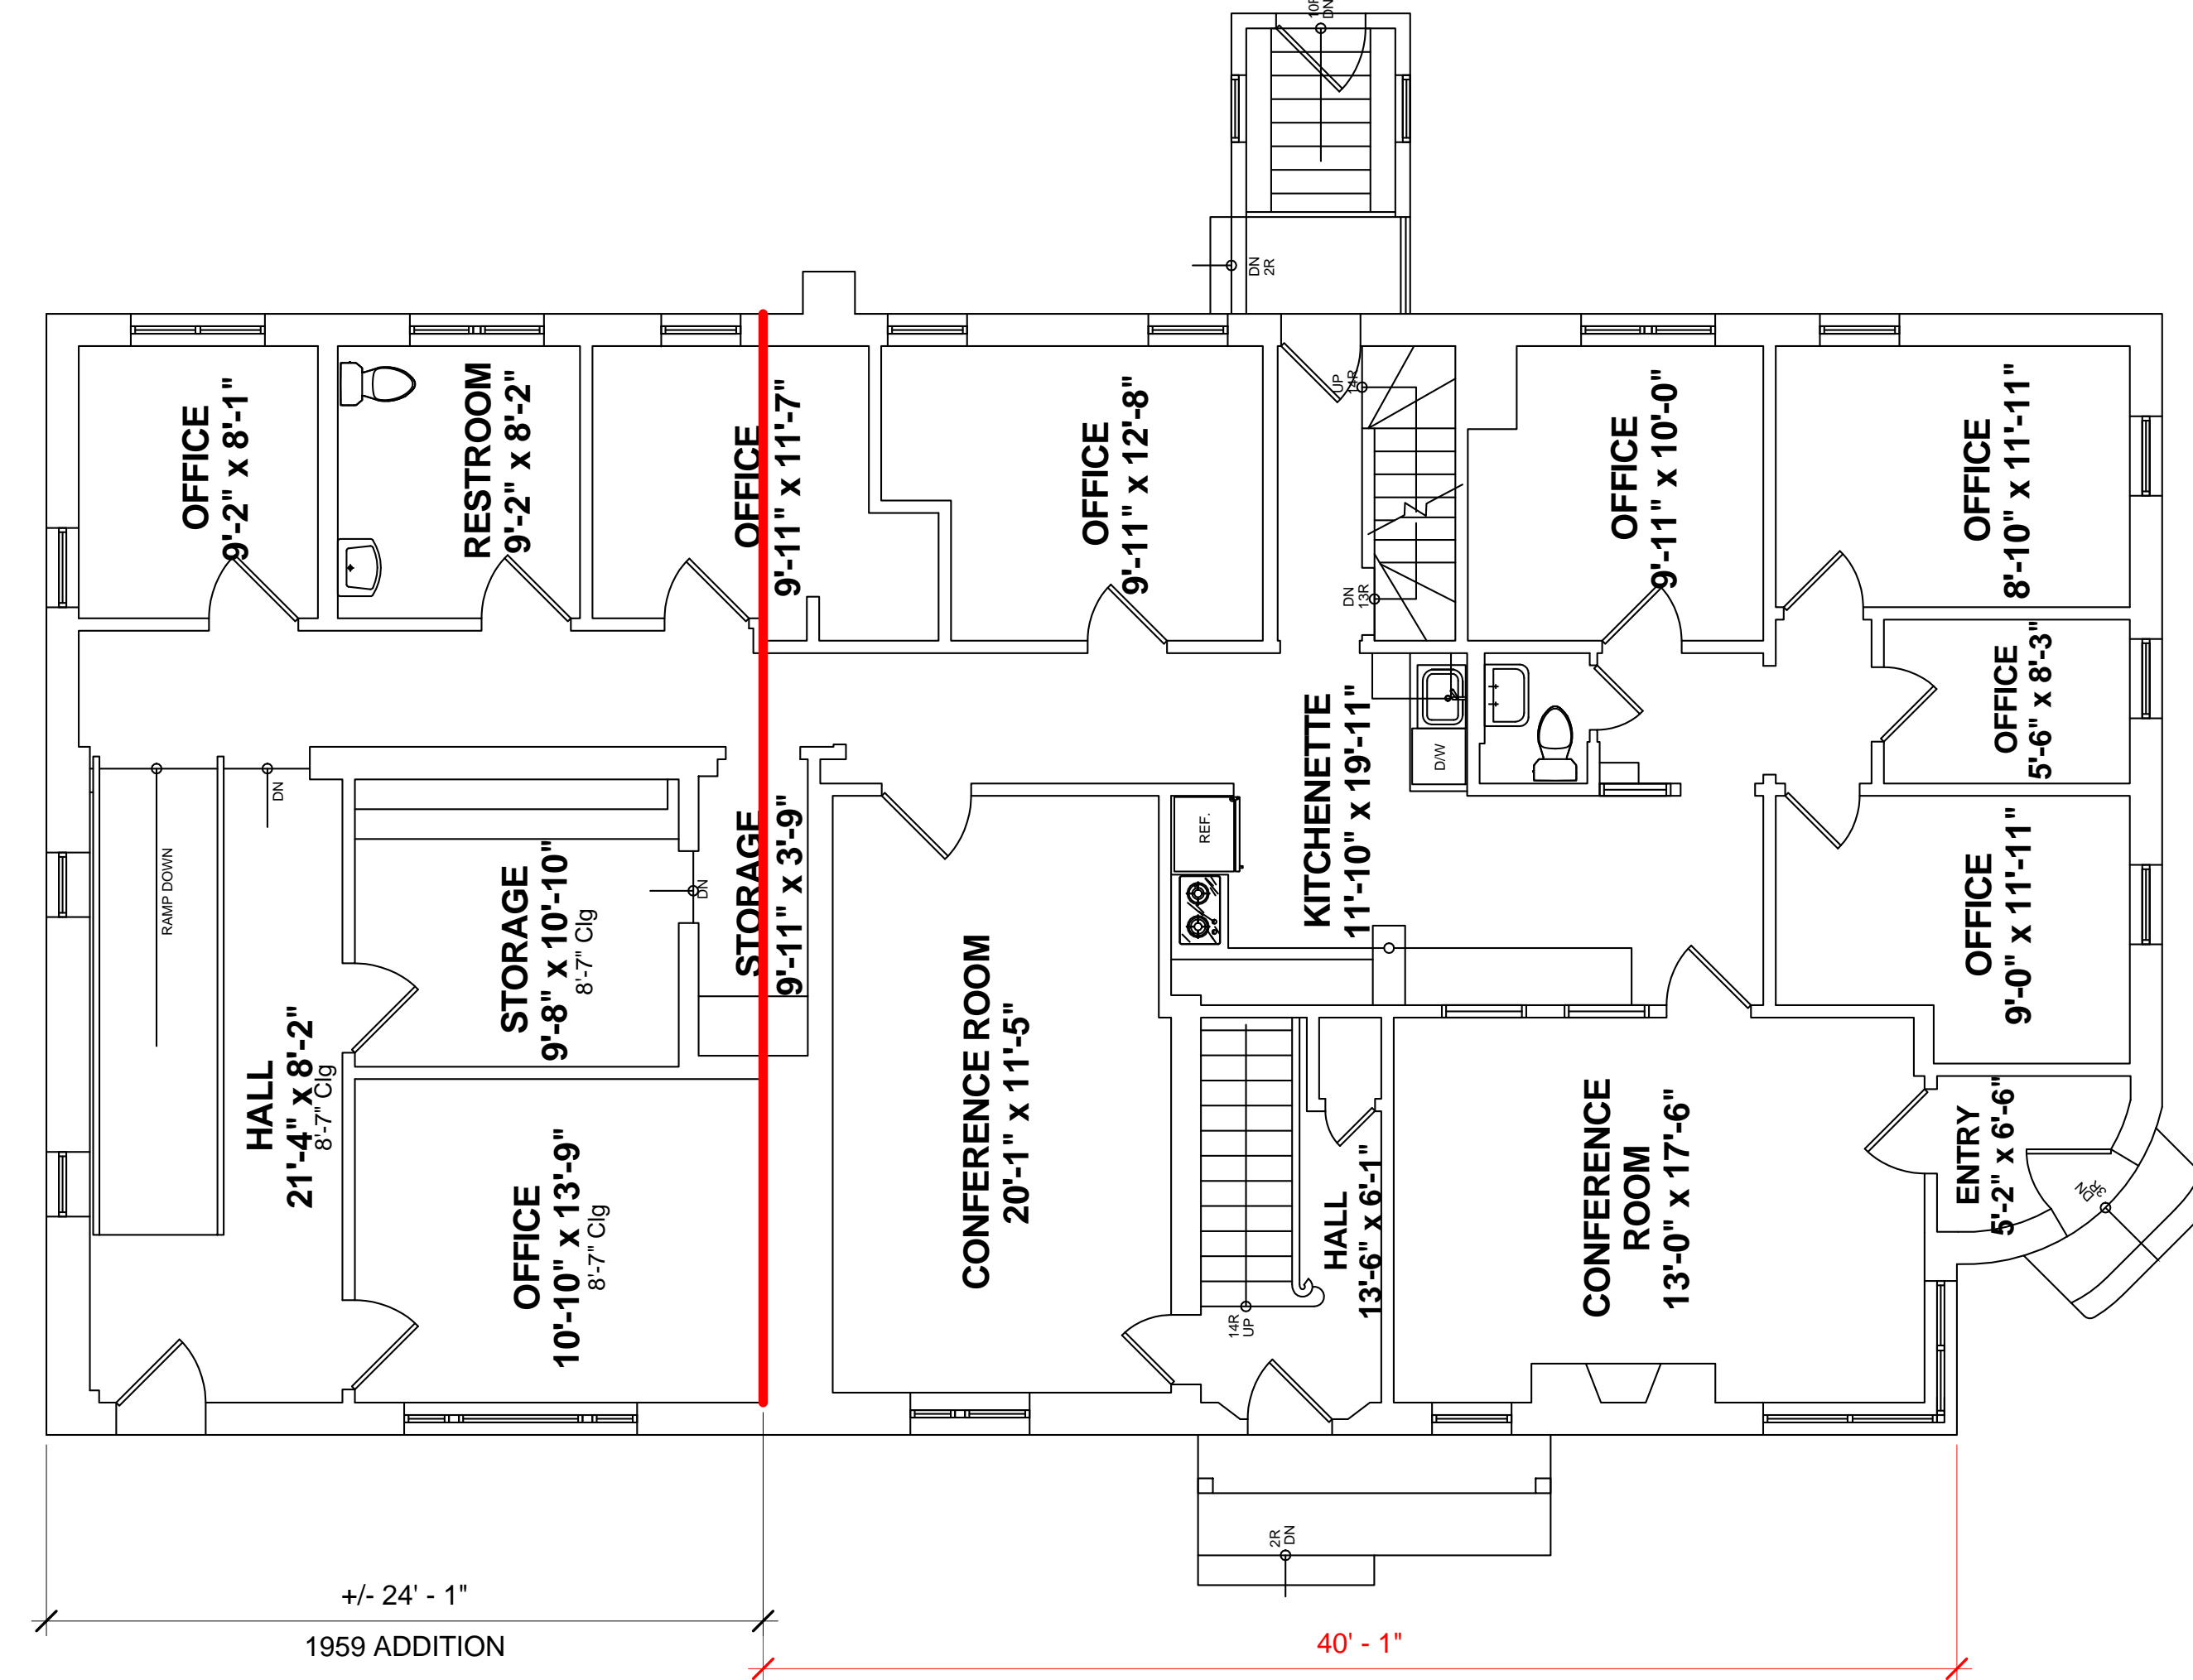 10R
DN
DN
2R
OFFICE
9'-2" x 8'-1"
RESTROOM
9'-2" x 8'-2"
OFFICE
9'-11" x 11'-7"
OFFICE
9'-11" x 12'-8"
UP
14R
DN
13R
OFFICE
9'-11" x 10'-0"
OFFICE
8'-10" x 11'-11"
OFFICE
5'-6" x 8'-3"
KITCHENETTE
11'-10" x 19'-11"
D/W
REF.
DN
RAMP DOWN
STORAGE
9'-8" x 10'-10"
8'-7" Clg
DN
STORAGE
9'-11" x 3'-9"
CONFERENCE ROOM
20'-1" x 11'-5"
OFFICE
9'-0" x 11'-11"
HALL
21'-4" x 8'-2"
8'-7" Clg
OFFICE
10'-10" x 13'-9"
8'-7" Clg
14R
UP
HALL
13'-6" x 6'-1"
CONFERENCE
ROOM
13'-0" x 17'-6"
ENTRY
5'-2" x 6'-6"
3R
DN
2R
DN
+/- 24' - 1"
1959 ADDITION
40' - 1"